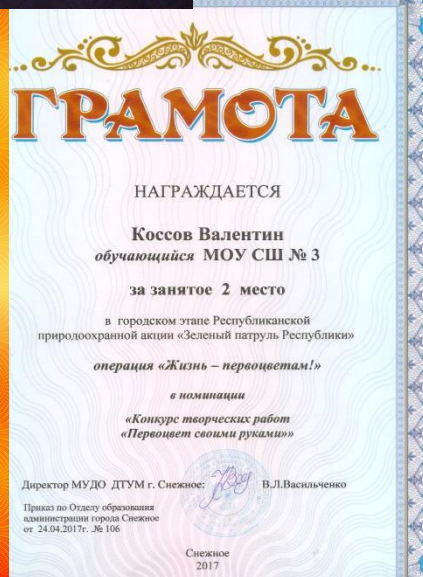 ГРАМОТА
НАГРАЖДАЕТСЯ
Коссов Валентин
обучающийся МОУ СШ № 3
за занятое 2 место
в городском этапе Республиканской
природоохранной акции «Зеленый патруль Республики»
операция «Жизнь – первоцветам!»
в номинации
«Конкурс творческих работ
«Первоцвет своими руками»»
Директор МУДО ДТУМ г. Снежное: В.Л.Васильченко
Приказ по Отделу образования
администрации города Снежное
от 24.04.2017г. № 106
Снежное
2017